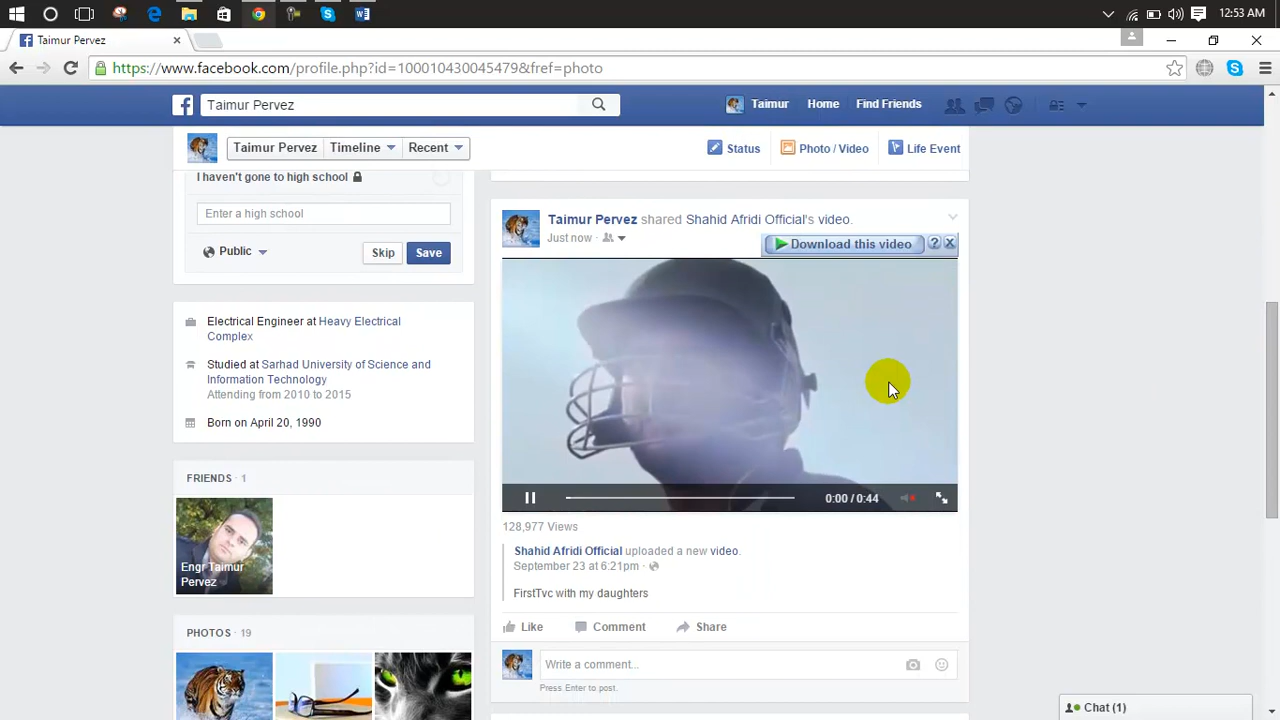 12:53 AM
Taimur Pervez
https://www.facebook.com/profile.php?id=100010430045479&fref=photo
Taimur Pervez
Taimur Home Find Friends
Taimur Pervez Timeline Recent
Status Photo / Video Life Event
I haven't gone to high school
Enter a high school
Public Skip Save
Electrical Engineer at Heavy Electrical
Complex
Studied at Sarhad University of Science and
Information Technology
Attending from 2010 to 2015
Born on April 20, 1990
FRIENDS · 1
Engr Taimur
Pervez
PHOTOS · 19
Taimur Pervez shared Shahid Afridi Official's video.
Just now ·
Download this video ?
0:00 / 0:44
128,977 Views
Shahid Afridi Official uploaded a new video.
September 23 at 6:21pm ·
FirstTvc with my daughters
Like Comment Share
Write a comment...
Press Enter to post.
Chat (1)